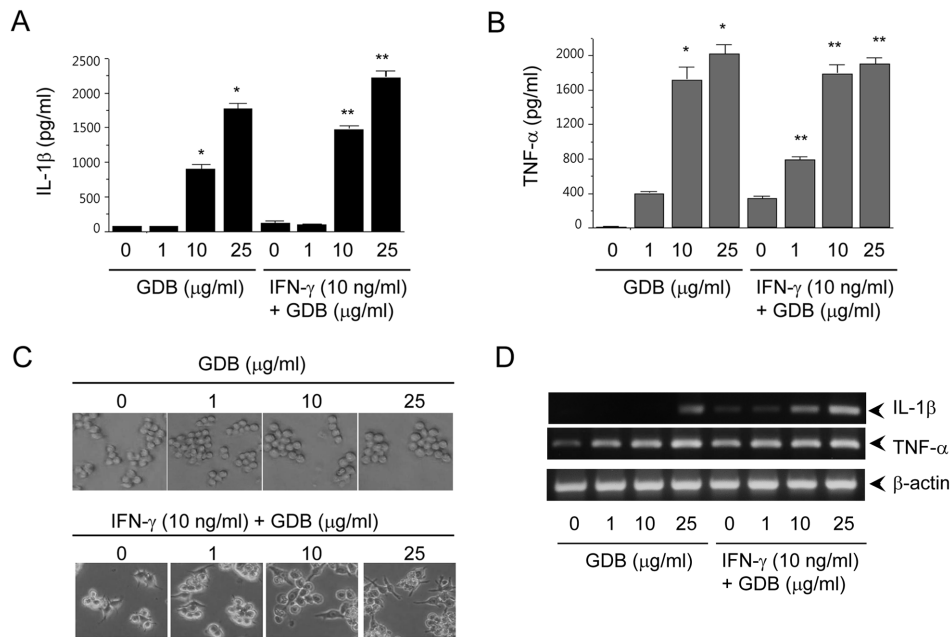 A
2500
2000
1500
1000
500
0
IL-1β (pg/ml)
* * ** **
0 1 10 25 0 1 10 25
GDB (μg/ml)
IFN-γ (10 ng/ml)
+ GDB (μg/ml)
B
2000
1600
1200
800
400
0
TNF-α (pg/ml)
* * ** ** **
0 1 10 25 0 1 10 25
GDB (μg/ml)
IFN-γ (10 ng/ml)
+ GDB (μg/ml)
C
GDB (μg/ml)
0 1 10 25
IFN-γ (10 ng/ml) + GDB (μg/ml)
0 1 10 25
D
IL-1β
TNF-α
β-actin
0 1 10 25 0 1 10 25
GDB (μg/ml)
IFN-γ (10 ng/ml)
+ GDB (μg/ml)